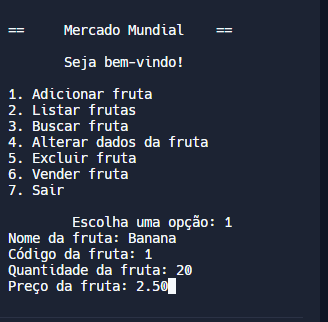 ==     Mercado Mundial    ==
Seja bem-vindo!
1. Adicionar fruta
2. Listar frutas
3. Buscar fruta
4. Alterar dados da fruta
5. Excluir fruta
6. Vender fruta
7. Sair
Escolha uma opção: 1
Nome da fruta: Banana
Código da fruta: 1
Quantidade da fruta: 20
Preço da fruta: 2.50